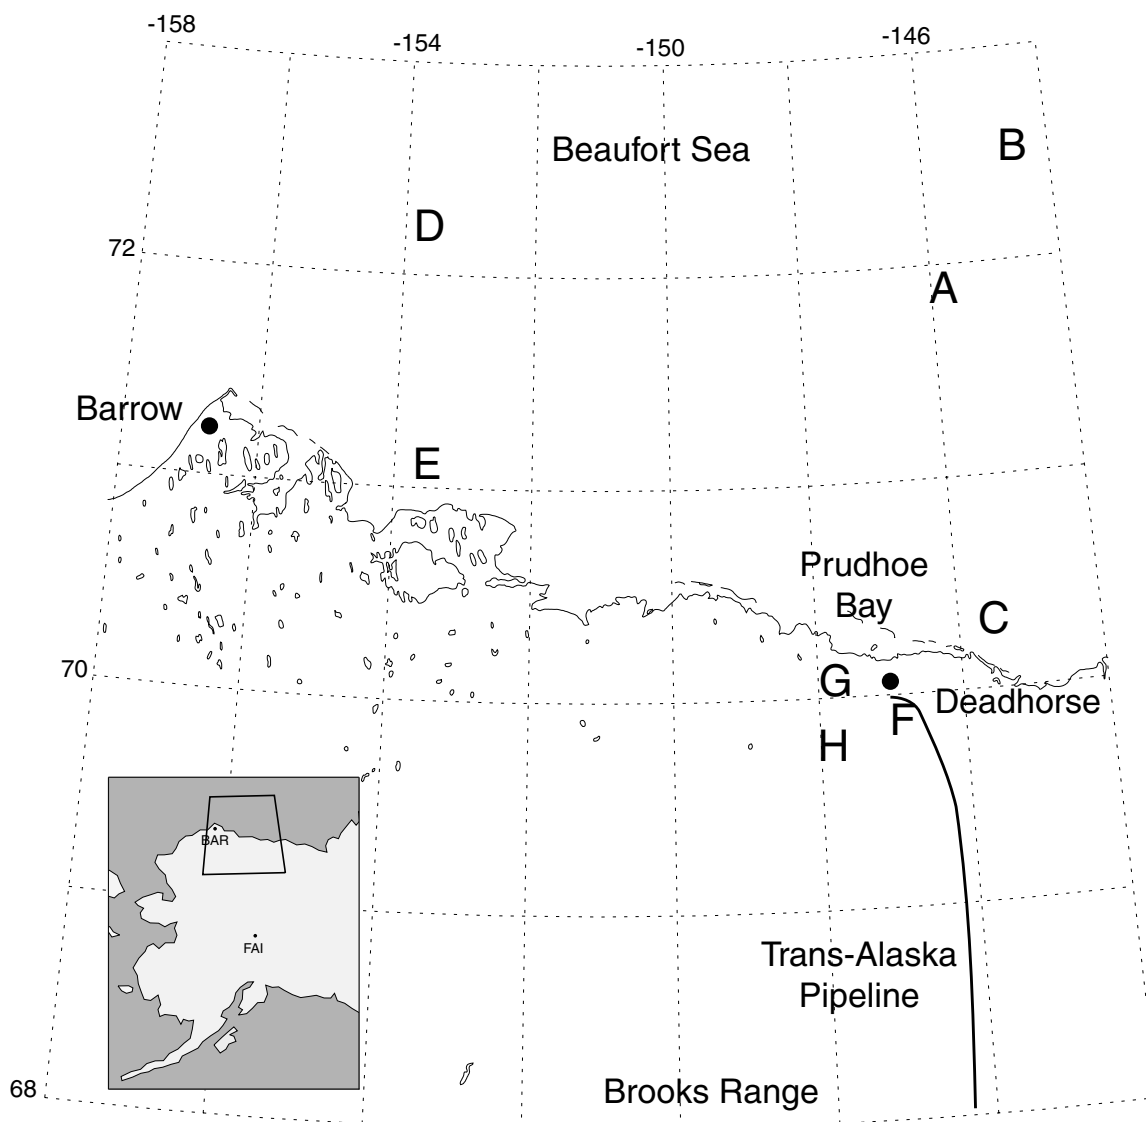 -158
-154
-150
-146
Beaufort Sea
B
D
72
A
Barrow
E
Prudhoe
Bay
C
70
G
Deadhorse
F
H
BAR
FAI
Trans-Alaska
Pipeline
68
Brooks Range